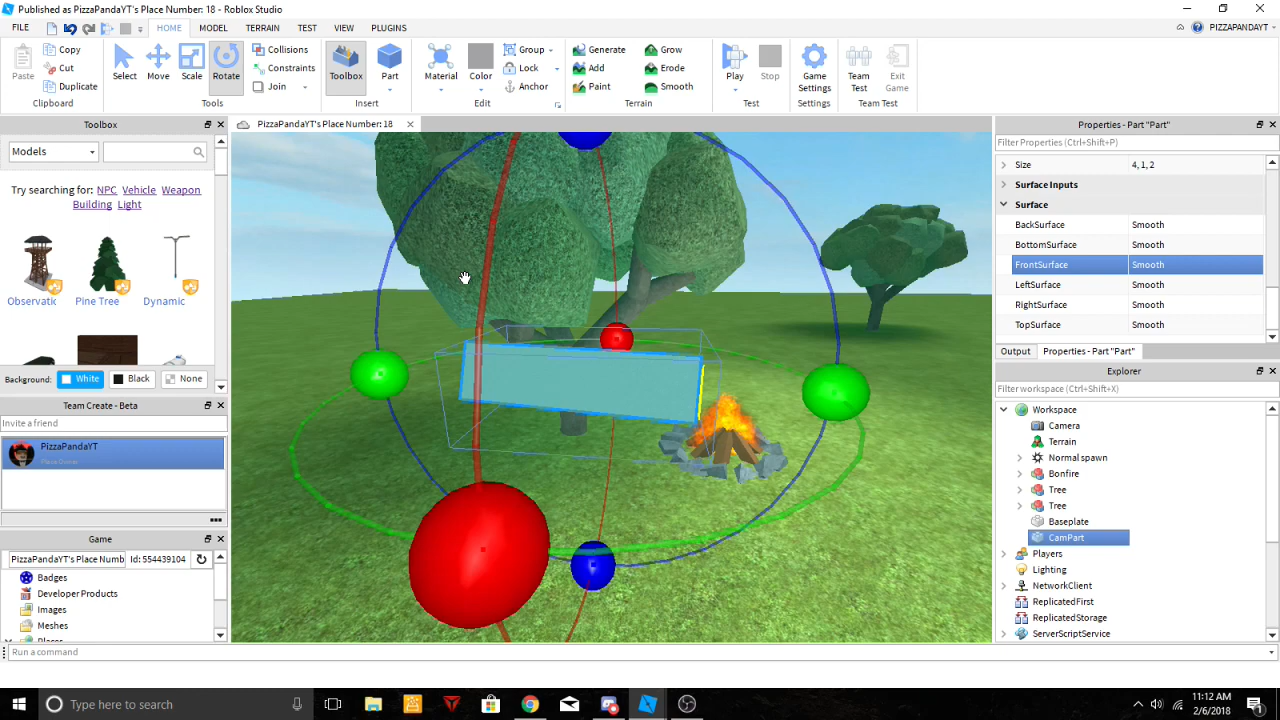 Published as PizzaPandaYT's Place Number: 18 - Roblox Studio
FILE HOME MODEL TERRAIN TEST VIEW PLUGINS PIZZAPANDAYT
Paste Copy Cut Duplicate
Clipboard
Select Move Scale Rotate Collisions Constraints Join
Tools
Toolbox Part
Insert
Material Color Group Lock Anchor
Edit
Generate Add Paint Grow Erode Smooth
Terrain
Play Stop
Test
Game Settings
Settings
Team Test Exit Game
Team Test
Toolbox
Models
Try searching for: NPC Vehicle Weapon
Building Light
Observatic Pine Tree Dynamic
Background: White Black None
Team Create - Beta
Invite a friend
PizzaPandaYT
Place Owner
Game
PizzaPandaYT's Place Numb Id: 554439104
Badges
Developer Products
Images
Meshes
Places
PizzaPandaYT's Place Number: 18
Properties - Part "Part"
Filter Properties (Ctrl+Shift+P)
Size 4, 1, 2
Surface Inputs
Surface
BackSurface Smooth
BottomSurface Smooth
FrontSurface Smooth
LeftSurface Smooth
RightSurface Smooth
TopSurface Smooth
Output Properties - Part "Part"
Explorer
Filter workspace (Ctrl+Shift+X)
Workspace
Camera
Terrain
Normal spawn
Bonfire
Tree
Tree
Baseplate
CamPart
Players
Lighting
NetworkClient
ReplicatedFirst
ReplicatedStorage
ServerScriptService
Run a command
Type here to search
11:12 AM
2/6/2018